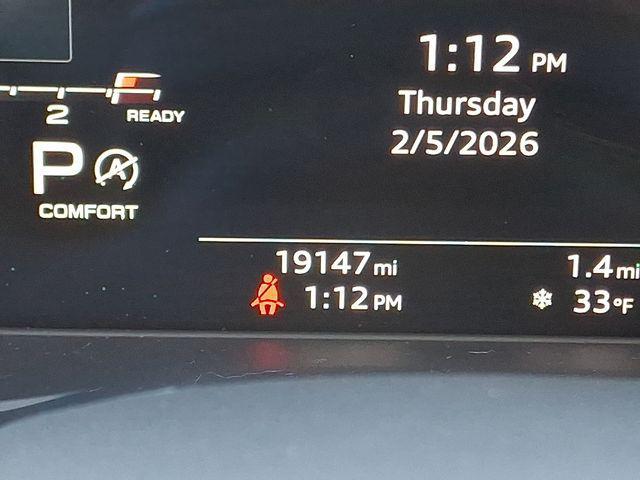 1:12 PM
Thursday
2/5/2026
2
READY
P A
COMFORT
19147 mi
1.4 mi
1:12 PM
33°F